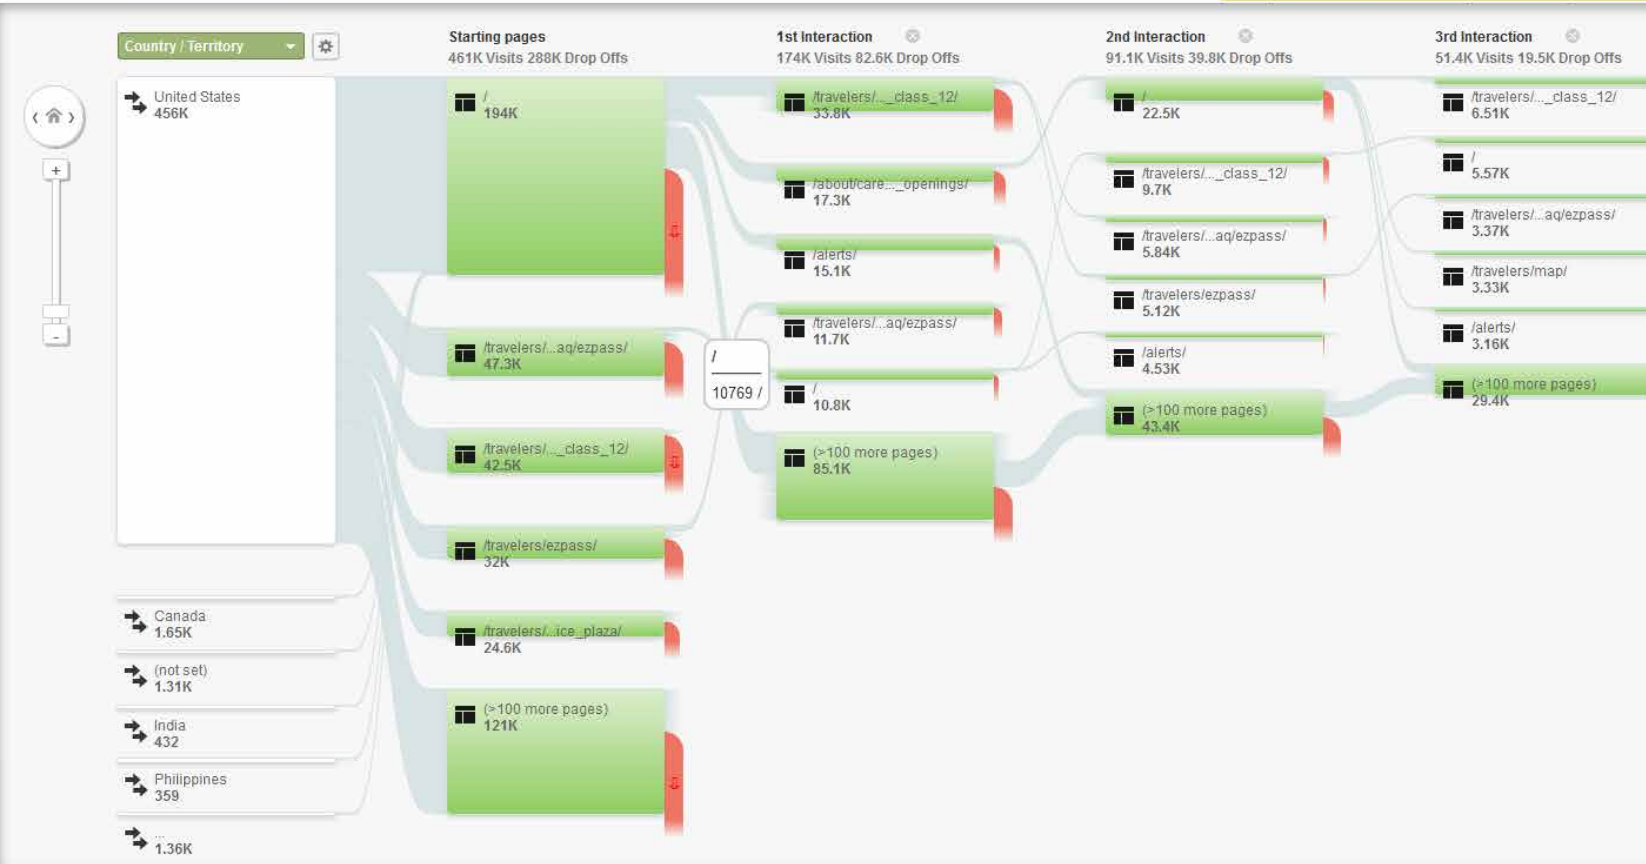 Country / Territory
Starting pages
461K Visits 288K Drop Offs
1st Interaction
174K Visits 82.6K Drop Offs
2nd Interaction
91.1K Visits 39.8K Drop Offs
3rd Interaction
51.4K Visits 19.5K Drop Offs
United States
456K
Canada
1.65K
(not set)
1.31K
India
432
Philippines
359
...
1.36K
+
-
/
194K
/travelers/...aq/ezpass/
47.3K
/travelers/..._class_12/
42.5K
/travelers/ezpass/
32K
/travelers/...ice_plaza/
24.6K
(>100 more pages)
121K
/
10769 /
/travelers/..._class_12/
33.8K
/about/care..._openings/
17.3K
/alerts/
15.1K
/travelers/...aq/ezpass/
11.7K
/
10.8K
(>100 more pages)
85.1K
/
22.5K
/travelers/..._class_12/
9.7K
/travelers/...aq/ezpass/
5.84K
/travelers/ezpass/
5.12K
/alerts/
4.53K
(>100 more pages)
43.4K
/travelers/..._class_12/
6.51K
/
5.57K
/travelers/...aq/ezpass/
3.37K
/travelers/map/
3.33K
/alerts/
3.16K
(>100 more pages)
29.4K